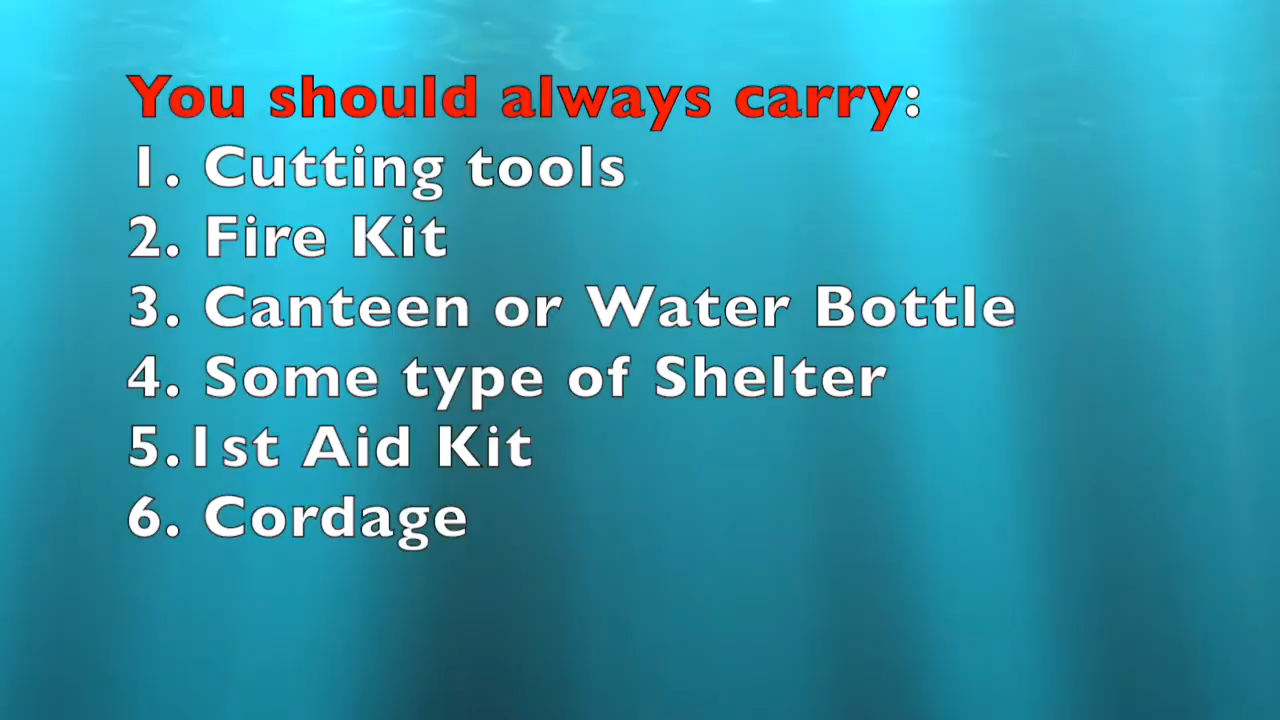 You should always carry:
1. Cutting tools
2. Fire Kit
3. Canteen or Water Bottle
4. Some type of Shelter
5.1st Aid Kit
6. Cordage